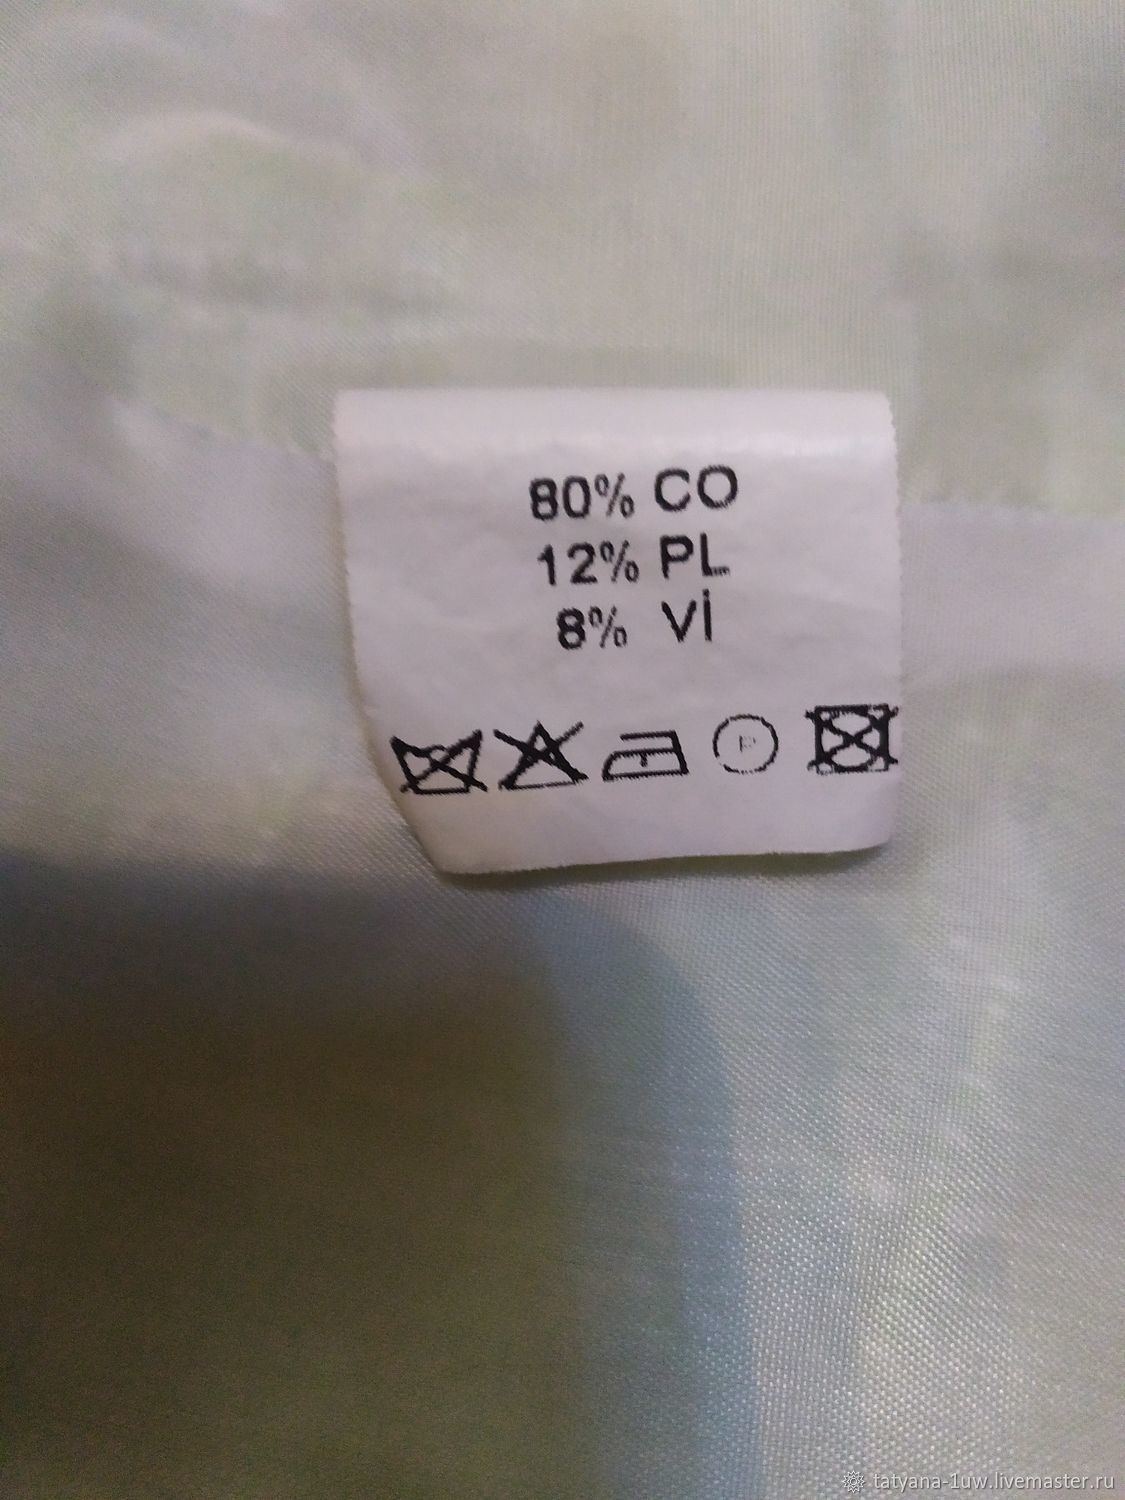 80% CO
12% PL
8% Vİ
P
tatyana-1uw.livemaster.ru